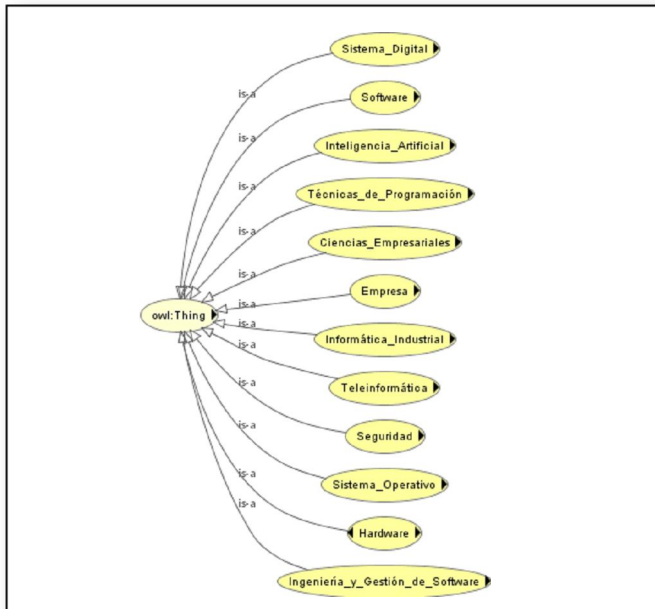 Sistema_Digital
is-a
Software
is-a
Inteligencia_Artificial
is-a
Técnicas_de_Programación
is-a
Ciencias_Empresariales
is-a
Empresa
is-a
owl:Thing
is-a
Informática_Industrial
is-a
Teleinformática
is-a
Seguridad
is-a
Sistema_Operativo
is-a
Hardware
is-a
Ingeniería_y_Gestión_de_Software
is-a